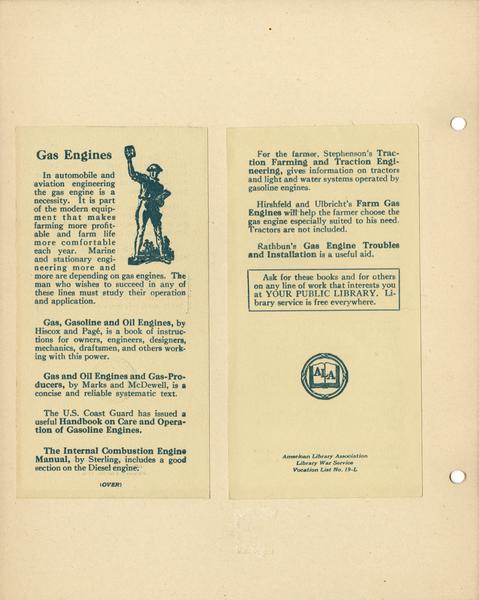 Gas Engines
In automobile and
aviation engineering
the gas engine is a
necessity. It is part
of the modern equip-
ment that makes
farming more profit-
able and farm life
more comfortable
each year. Marine
and stationary engi-
neering more and
more are depending on gas engines. The
man who wishes to succeed in any of
these lines must study their operation
and application.
Gas, Gasoline and Oil Engines, by
Hiscox and Pagé, is a book of instruc-
tions for owners, engineers, designers,
mechanics, draftsmen, and others work-
ing with this power.
Gas and Oil Engines and Gas-Pro-
ducers, by Marks and McDewell, is a
concise and reliable systematic text.
The U.S. Coast Guard has issued a
useful Handbook on Care and Opera-
tion of Gasoline Engines.
The Internal Combustion Engine
Manual, by Sterling, includes a good
section on the Diesel engine.
(OVER)
For the farmer, Stephenson's Trac-
tion Farming and Traction Engi-
neering, gives information on tractors
and light and water systems operated by
gasoline engines.
Hirshfeld and Ulbricht's Farm Gas
Engines will help the farmer choose the
gas engine especially suited to his need.
Tractors are not included.
Rathbun's Gas Engine Troubles
and Installation is a useful aid.
Ask for these books and for others
on any line of work that interests you
at YOUR PUBLIC LIBRARY. Li-
brary service is free everywhere.
ALA
American Library Association
Library War Service
Vocation List No. 19-L